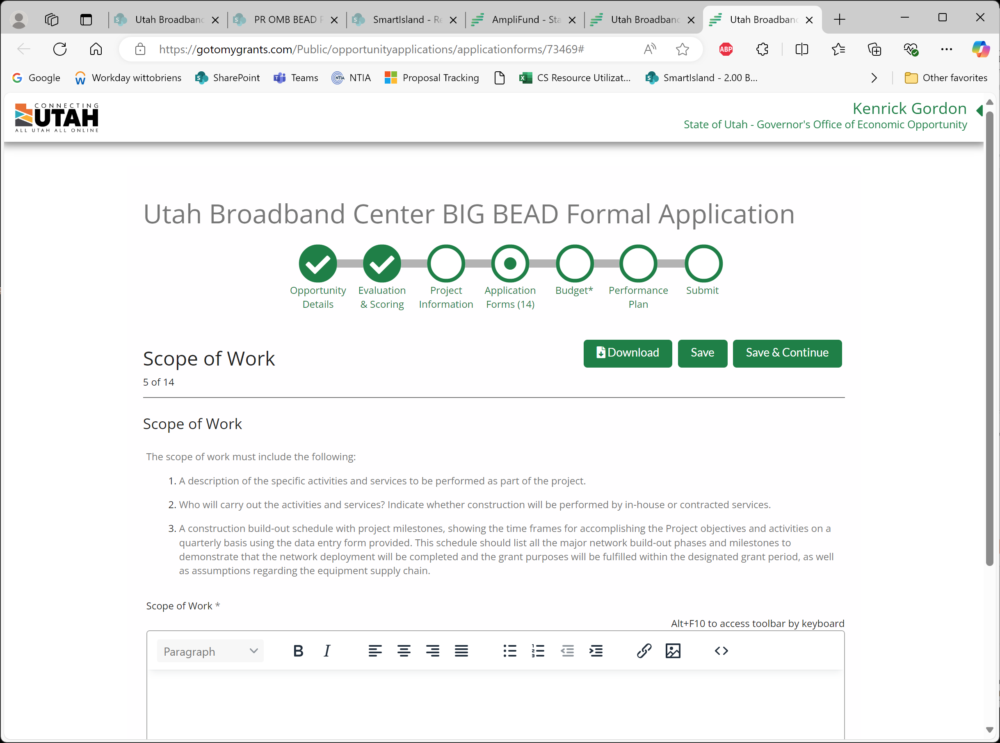 Utah Broadband
PR OMB BEAD
SmartIsland - Re
AmpliFund - Sta
Utah Broadband
Utah Broadband
https://gotomygrants.com/Public/opportunityapplications/applicationforms/73469#
ABP
Google
Workday wittobriens
SharePoint
Teams
NTIA
Proposal Tracking
CS Resource Utilizat...
SmartIsland - 2.00 B...
Other favorites
CONNECTING
UTAH
ALL UTAH ALL ONLINE
Kenrick Gordon
State of Utah - Governor's Office of Economic Opportunity
Utah Broadband Center BIG BEAD Formal Application
Opportunity Details
Evaluation & Scoring
Project Information
Application Forms (14)
Budget*
Performance Plan
Submit
Scope of Work
Download
Save
Save & Continue
5 of 14
Scope of Work
The scope of work must include the following:
1. A description of the specific activities and services to be performed as part of the project.
2. Who will carry out the activities and services? Indicate whether construction will be performed by in-house or contracted services.
3. A construction build-out schedule with project milestones, showing the time frames for accomplishing the Project objectives and activities on a
quarterly basis using the data entry form provided. This schedule should list all the major network build-out phases and milestones to
demonstrate that the network deployment will be completed and the grant purposes will be fulfilled within the designated grant period, as well
as assumptions regarding the equipment supply chain.
Scope of Work *
Alt+F10 to access toolbar by keyboard
Paragraph
B I